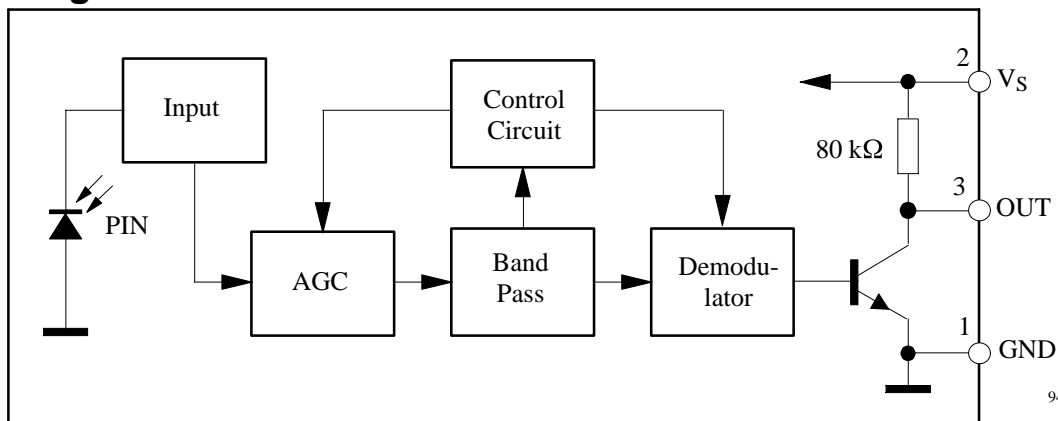 Input
PIN
AGC
Control
Circuit
Band
Pass
Demodu-
lator
80 kΩ
2
VS
3
OUT
1
GND